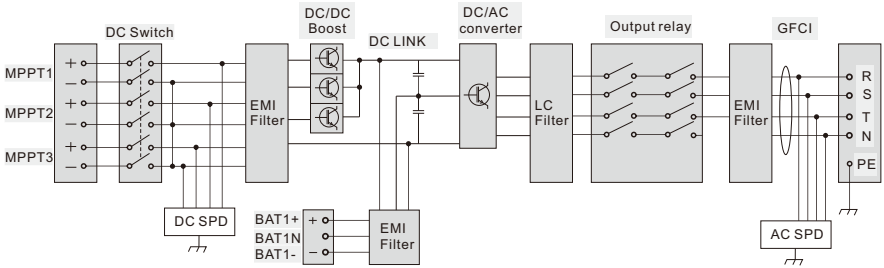 DC Switch
DC/DC
Boost
DC LINK
DC/AC
converter
Output relay
GFCI
MPPT1
MPPT2
MPPT3
+
−
+
−
+
−
EMI
Filter
LC
Filter
EMI
Filter
R
S
T
N
PE
DC SPD
BAT1+
BAT1N
BAT1-
+
−
EMI
Filter
AC SPD